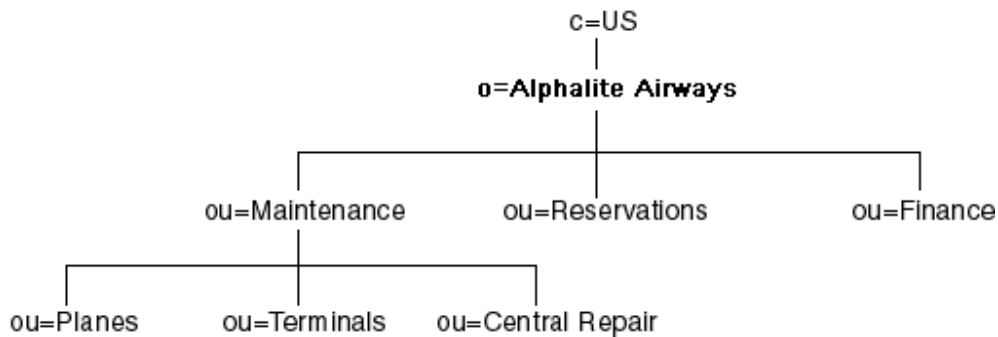 c=US
o=Alphalite Airways
ou=Maintenance ou=Reservations ou=Finance
ou=Planes ou=Terminals ou=Central Repair